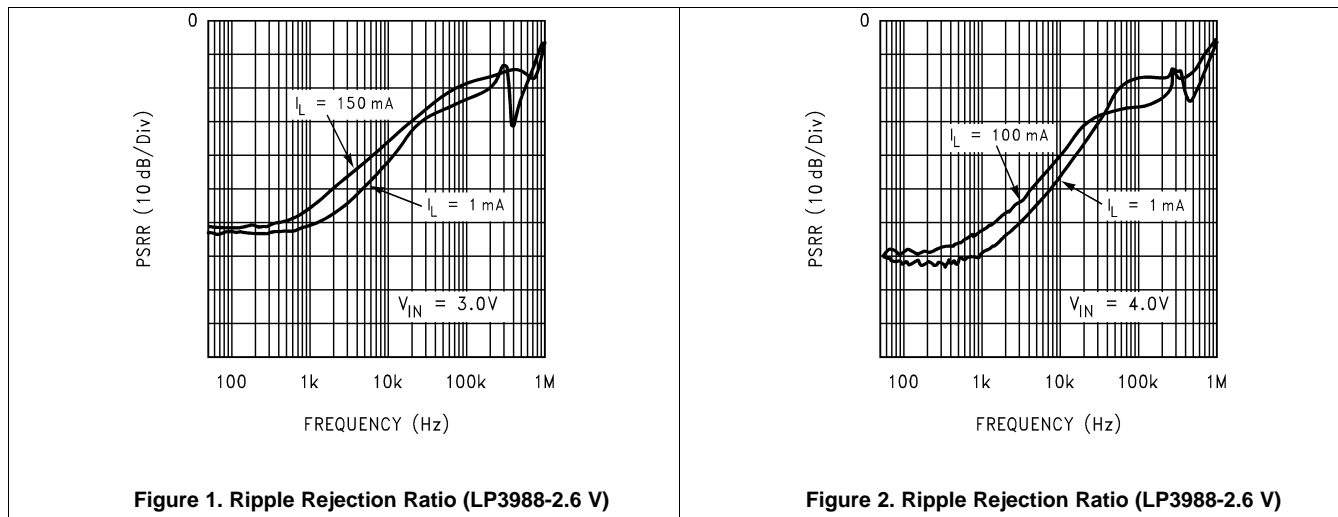 0
PSRR (10 dB/Div)
I_L = 150 mA
I_L = 1 mA
V_IN = 3.0V
100 1k 10k 100k 1M
FREQUENCY (Hz)
Figure 1. Ripple Rejection Ratio (LP3988-2.6 V)
0
PSRR (10 dB/Div)
I_L = 100 mA
I_L = 1 mA
V_IN = 4.0V
100 1k 10k 100k 1M
FREQUENCY (Hz)
Figure 2. Ripple Rejection Ratio (LP3988-2.6 V)